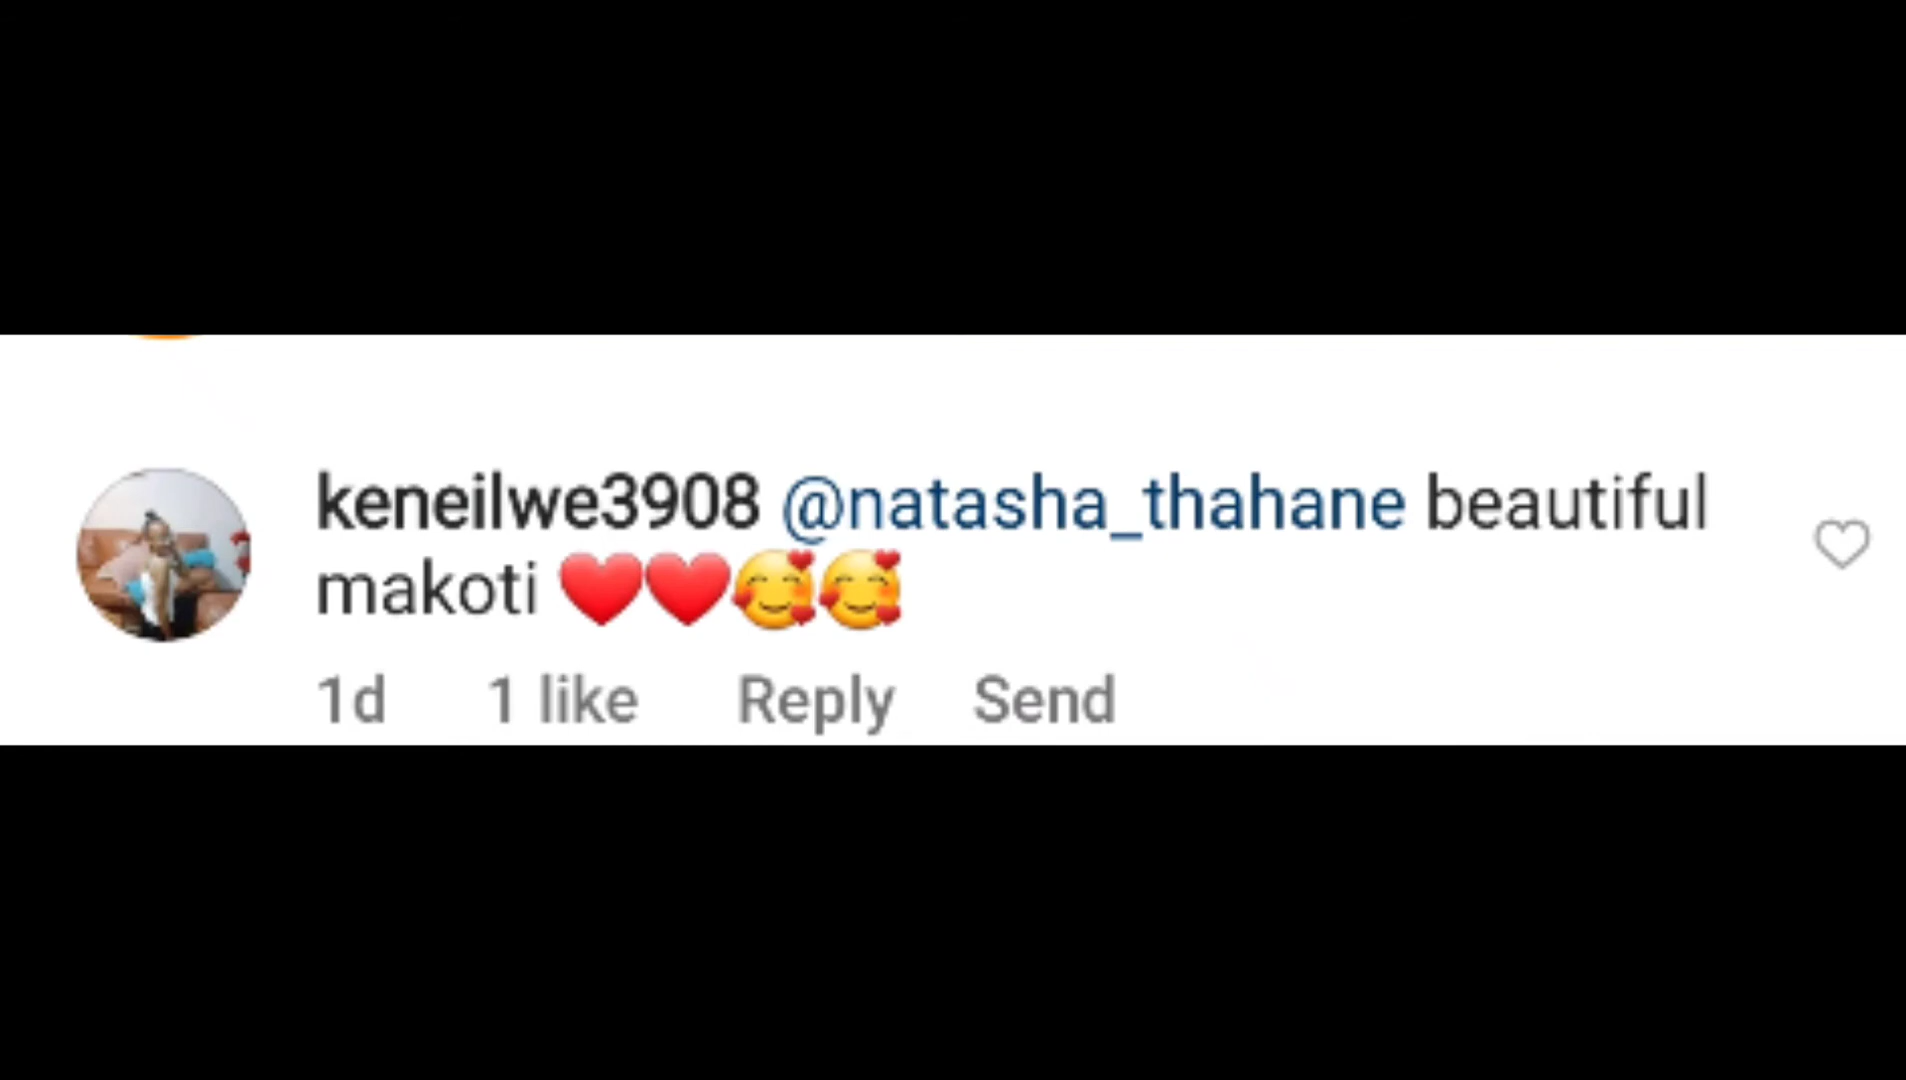 keneilwe3908 @natasha_thahane beautiful
makoti ❤️❤️🥰🥰
1d 1 like Reply Send